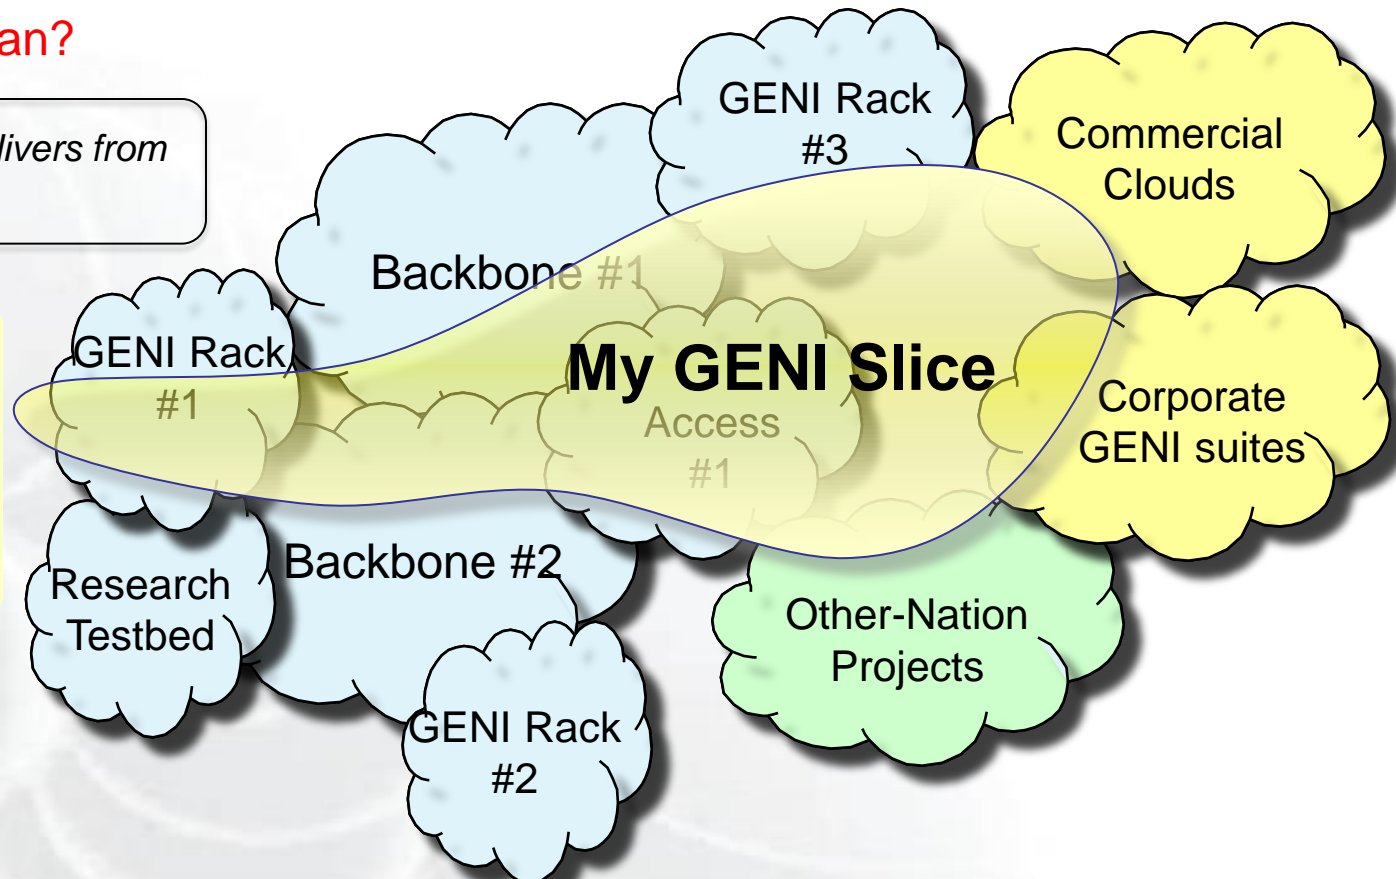 an?
livers from
GENI Rack
#3
Commercial
Clouds
Backbone #1
GENI Rack
#1
My GENI Slice
Access
#1
Corporate
GENI suites
Backbone #2
Research
Testbed
Other-Nation
Projects
GENI Rack
#2